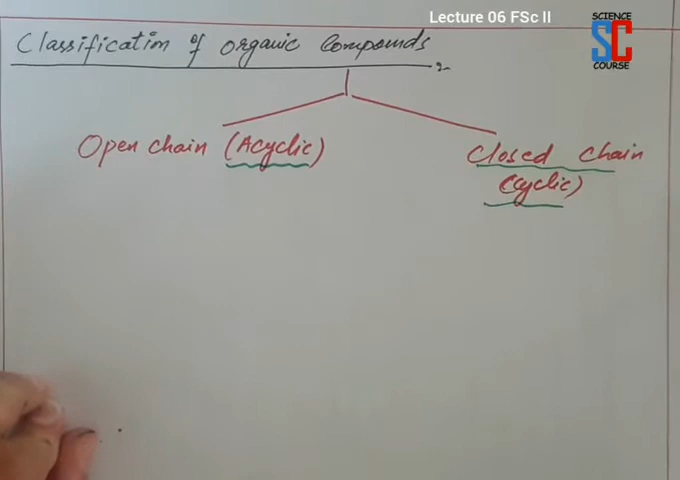 Lecture 06 FSc II
SCIENCE
SC
COURSE
Classification of organic compounds
Open chain (Acyclic)
Closed chain
(Cyclic)